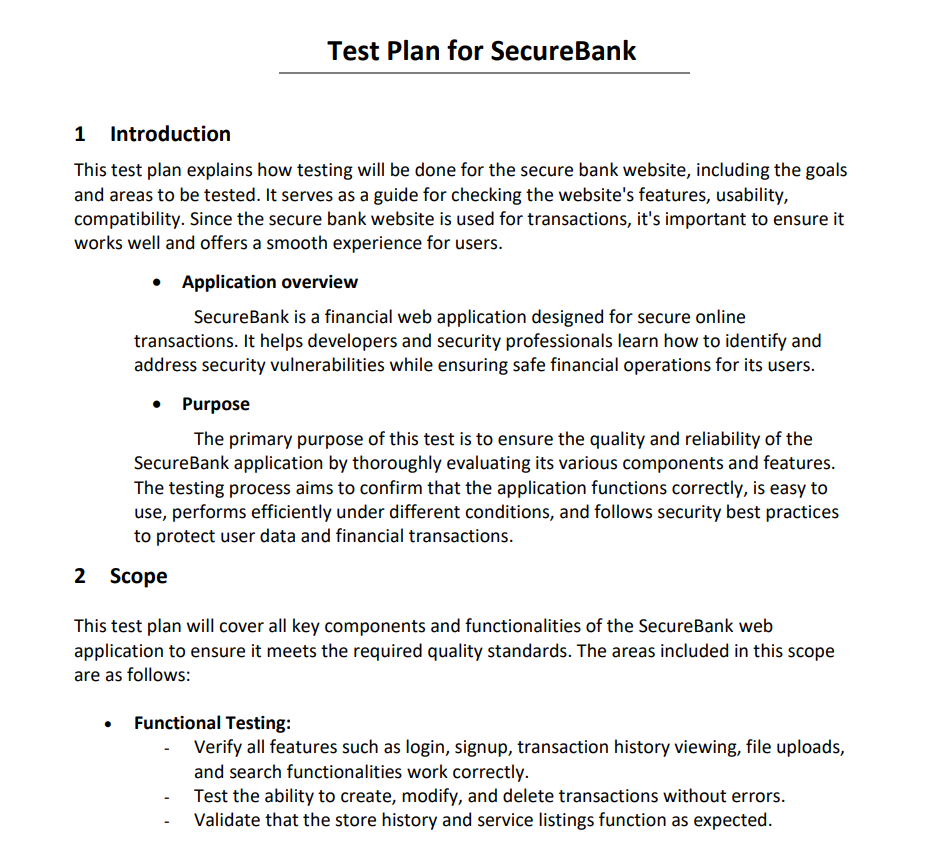 Test Plan for SecureBank
1 Introduction
This test plan explains how testing will be done for the secure bank website, including the goals
and areas to be tested. It serves as a guide for checking the website's features, usability,
compatibility. Since the secure bank website is used for transactions, it's important to ensure it
works well and offers a smooth experience for users.
• Application overview
SecureBank is a financial web application designed for secure online
transactions. It helps developers and security professionals learn how to identify and
address security vulnerabilities while ensuring safe financial operations for its users.
• Purpose
The primary purpose of this test is to ensure the quality and reliability of the
SecureBank application by thoroughly evaluating its various components and features.
The testing process aims to confirm that the application functions correctly, is easy to
use, performs efficiently under different conditions, and follows security best practices
to protect user data and financial transactions.
2 Scope
This test plan will cover all key components and functionalities of the SecureBank web
application to ensure it meets the required quality standards. The areas included in this scope
are as follows:
• Functional Testing:
- Verify all features such as login, signup, transaction history viewing, file uploads,
and search functionalities work correctly.
- Test the ability to create, modify, and delete transactions without errors.
- Validate that the store history and service listings function as expected.